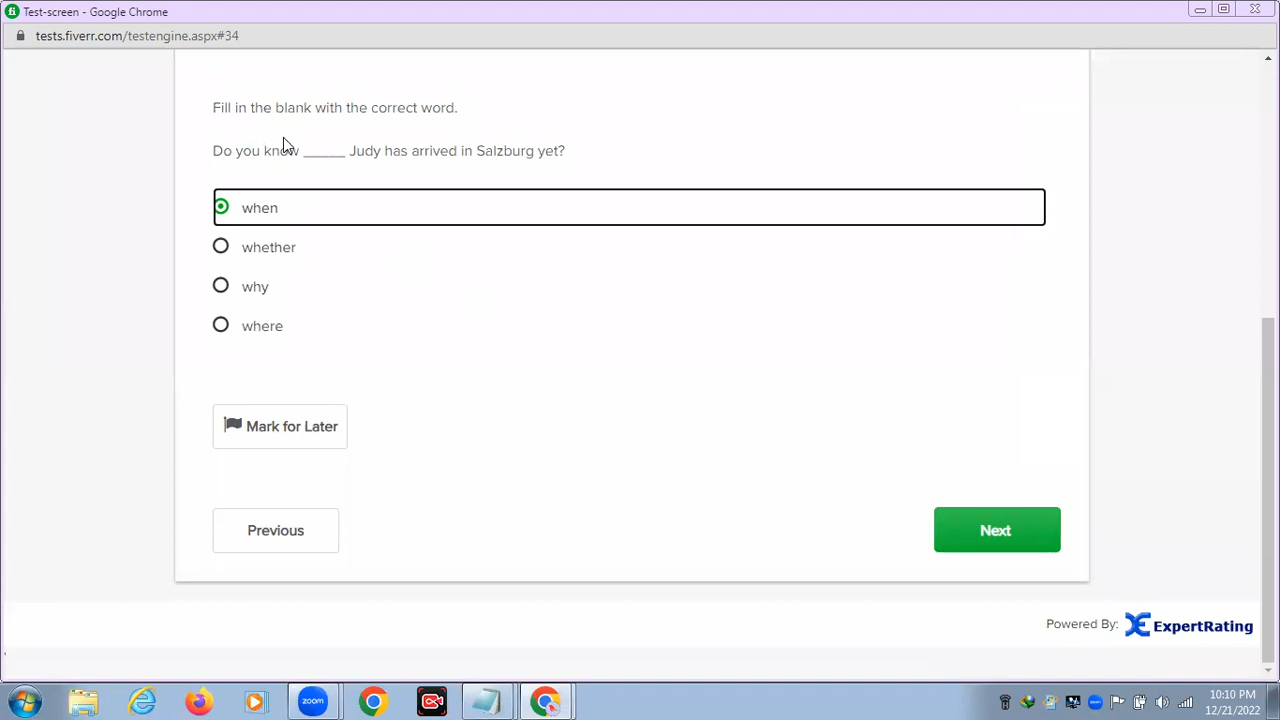 Test-screen - Google Chrome
tests.fiverr.com/testengine.aspx#34
Fill in the blank with the correct word.
Do you know _____ Judy has arrived in Salzburg yet?
when
whether
why
where
Mark for Later
Previous
Next
Powered By: ExpertRating
zoom
10:10 PM
12/21/2022